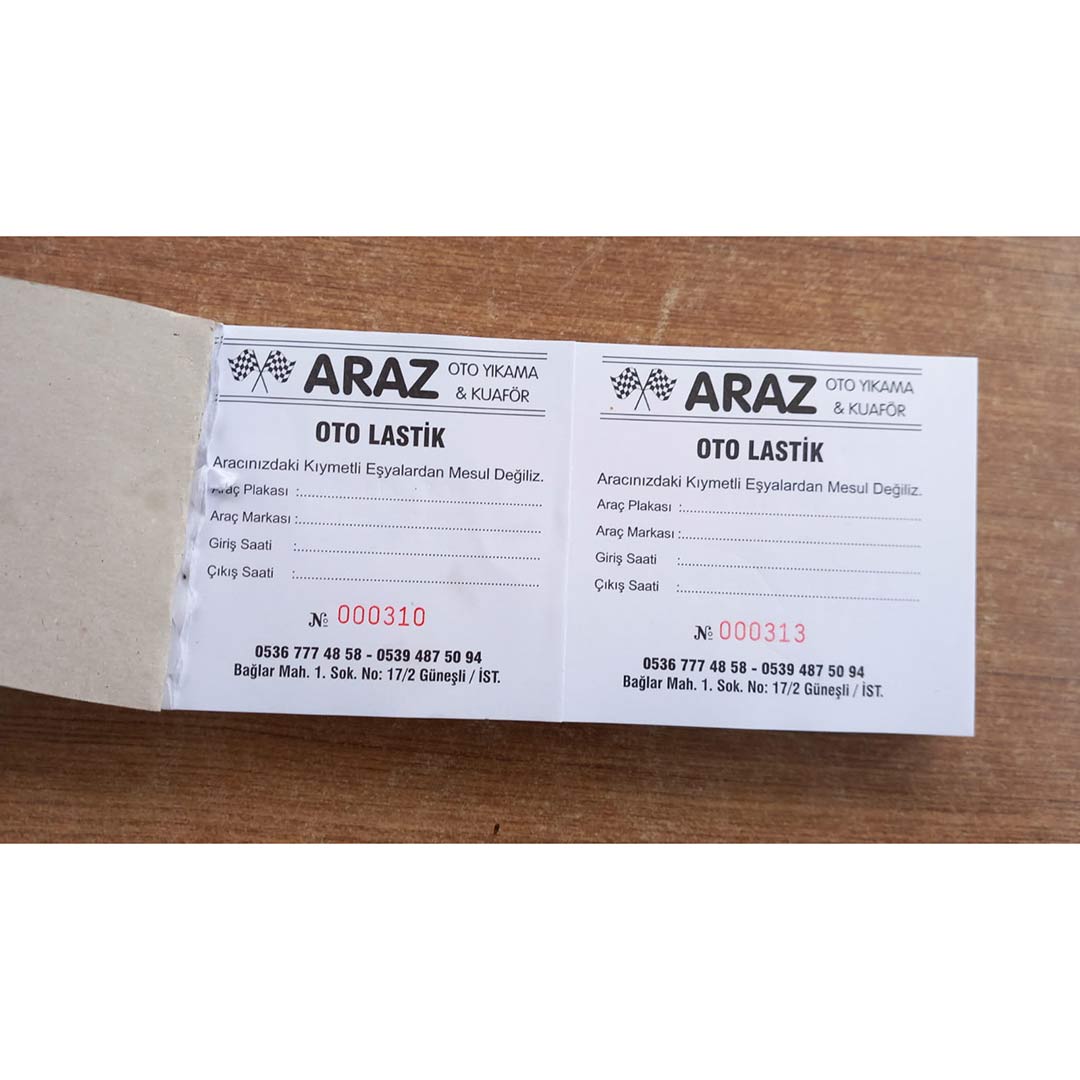 ARAZ OTO YIKAMA
& KUAFÖR
OTO LASTİK
Aracınızdaki Kıymetli Eşyalardan Mesul Değiliz.
Araç Plakası :
Araç Markası :
Giriş Saati :
Çıkış Saati :
№ 000310
0536 777 48 58 - 0539 487 50 94
Bağlar Mah. 1. Sok. No: 17/2 Güneşli / İST.
ARAZ OTO YIKAMA
& KUAFÖR
OTO LASTİK
Aracınızdaki Kıymetli Eşyalardan Mesul Değiliz.
Araç Plakası :
Araç Markası :
Giriş Saati :
Çıkış Saati :
№ 000313
0536 777 48 58 - 0539 487 50 94
Bağlar Mah. 1. Sok. No: 17/2 Güneşli / İST.